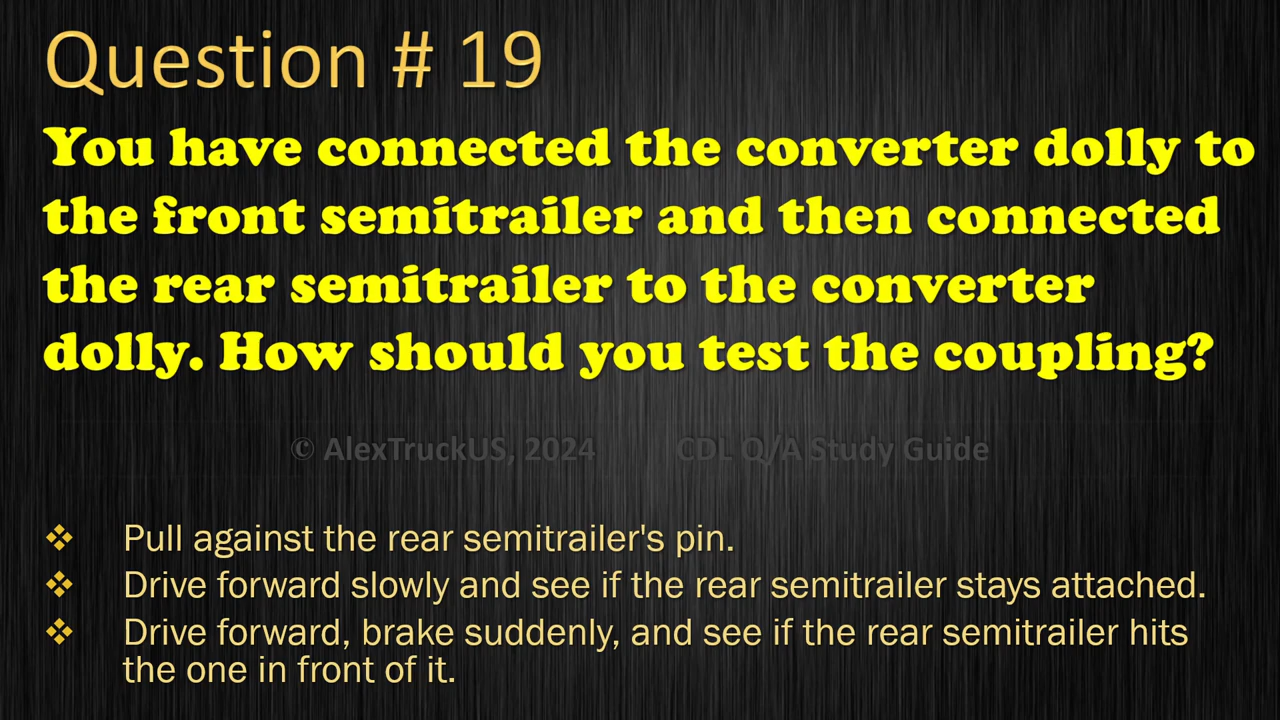 Question # 19
You have connected the converter dolly to
the front semitrailer and then connected
the rear semitrailer to the converter
dolly. How should you test the coupling?
© AlexTruckUS, 2024 CDL Q/A Study Guide
❖ Pull against the rear semitrailer's pin.
❖ Drive forward slowly and see if the rear semitrailer stays attached.
❖ Drive forward, brake suddenly, and see if the rear semitrailer hits
the one in front of it.